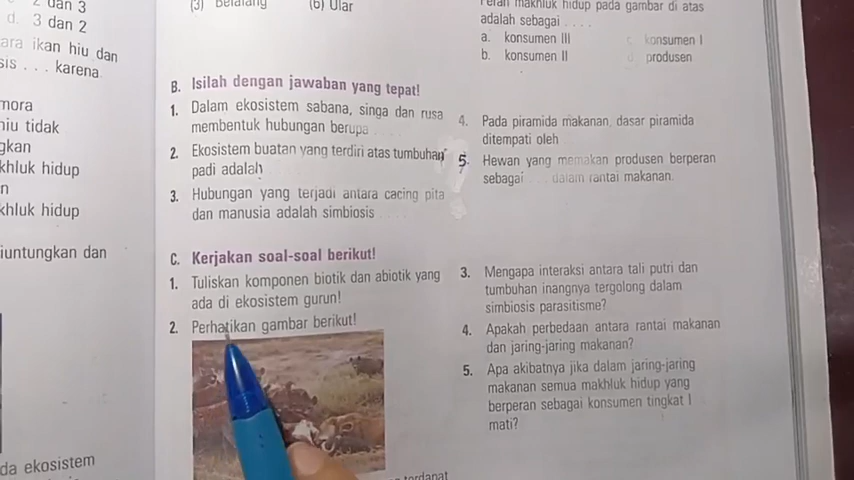 2 dan 3
d. 3 dan 2
ara ikan hiu dan
sis . . . karena
mora
hiu tidak
gkan
khluk hidup
n
khluk hidup
iuntungkan dan
da ekosistem
(3) Belalang
(6) Ular
B. Isilah dengan jawaban yang tepat!
1. Dalam ekosistem sabana, singa dan rusa
membentuk hubungan berupa . . . .
2. Ekosistem buatan yang terdiri atas tumbuhan
padi adalah
3. Hubungan yang terjadi antara cacing pita
dan manusia adalah simbiosis . . . .
C. Kerjakan soal-soal berikut!
1. Tuliskan komponen biotik dan abiotik yang
ada di ekosistem gurun!
2. Perhatikan gambar berikut!
terdapat
Peran makhluk hidup pada gambar di atas
adalah sebagai . . . .
a. konsumen III
c. konsumen I
b. konsumen II
d. produsen
4. Pada piramida makanan, dasar piramida
ditempati oleh
5. Hewan yang memakan produsen berperan
sebagai . . . dalam rantai makanan.
3. Mengapa interaksi antara tali putri dan
tumbuhan inangnya tergolong dalam
simbiosis parasitisme?
4. Apakah perbedaan antara rantai makanan
dan jaring-jaring makanan?
5. Apa akibatnya jika dalam jaring-jaring
makanan semua makhluk hidup yang
berperan sebagai konsumen tingkat I
mati?